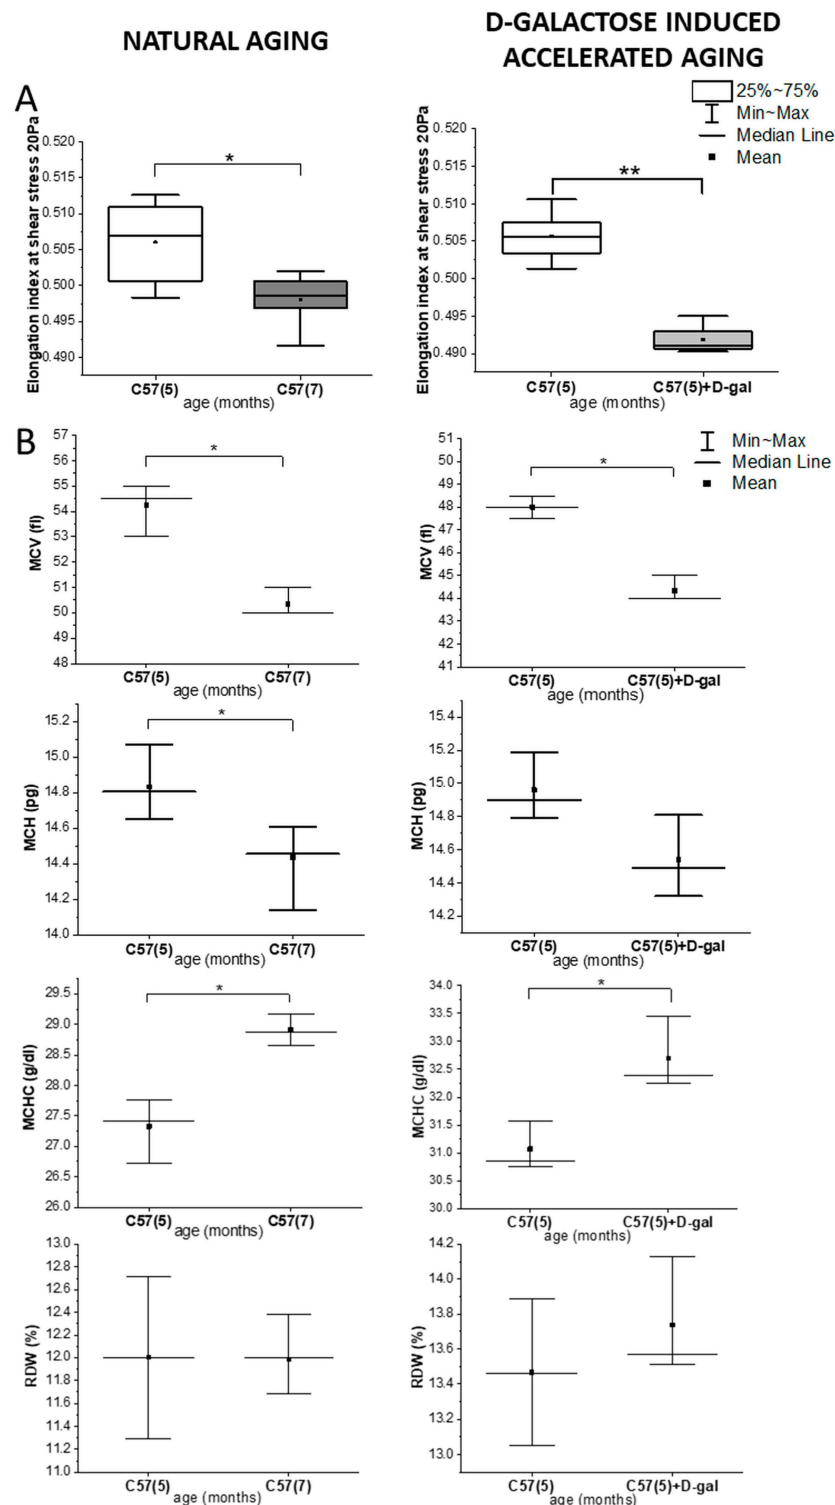 NATURAL AGING
D-GALACTOSE INDUCED
ACCELERATED AGING
A
25%~75%
Min~Max
Median Line
Mean
Elongation index at shear stress 20Pa
0.520
0.515
0.510
0.505
0.500
0.495
0.490
*
C57(5)
C57(7)
age (months)
Elongation index at shear stress 20Pa
0.520
0.515
0.510
0.505
0.500
0.495
0.490
**
C57(5)
C57(5)+D-gal
age (months)
B
Min~Max
Median Line
Mean
MCV (fl)
57
56
55
54
53
52
51
50
49
48
*
C57(5)
C57(7)
age (months)
MCV (fl)
51
50
49
48
47
46
45
44
43
42
41
*
C57(5)
C57(5)+D-gal
age (months)
MCH (pg)
15.2
15.0
14.8
14.6
14.4
14.2
14.0
*
C57(5)
C57(7)
age (months)
MCH (pg)
15.4
15.2
15.0
14.8
14.6
14.4
14.2
C57(5)
C57(5)+D-gal
age (months)
MCHC (g/dl)
29.5
29.0
28.5
28.0
27.5
27.0
26.5
26.0
*
C57(5)
C57(7)
age (months)
MCHC (g/dl)
34.0
33.5
33.0
32.5
32.0
31.5
31.0
30.5
30.0
*
C57(5)
C57(5)+D-gal
age (months)
RDW (%)
13.0
12.8
12.6
12.4
12.2
12.0
11.8
11.6
11.4
11.2
11.0
C57(5)
C57(7)
age (months)
RDW (%)
14.2
14.0
13.8
13.6
13.4
13.2
13.0
C57(5)
C57(5)+D-gal
age (months)